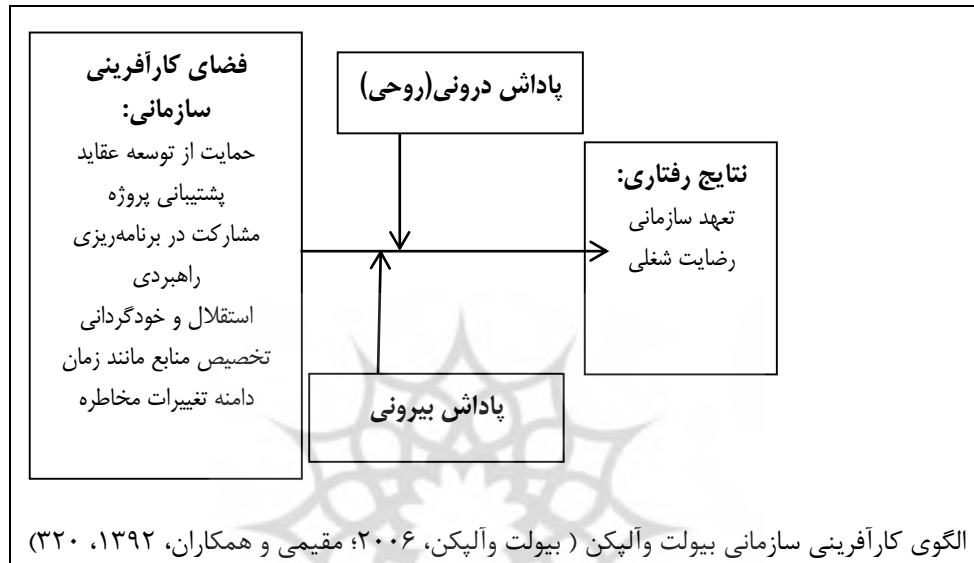 فضای کارآفرینی
سازمانی:
حمایت از توسعه عقاید
پشتیبانی پروژه
مشارکت در برنامه‌ریزی
راهبردی
استقلال و خودگردانی
تخصیص منابع مانند زمان
دامنه تغییرات مخاطره
پاداش درونی(روحی)
پاداش بیرونی
نتایج رفتاری:
تعهد سازمانی
رضایت شغلی
الگوی کارآفرینی سازمانی بیولت وآلپکن ( بیولت وآلپکن، ۲۰۰۶؛ مقیمی و همکاران، ۱۳۹۲، ۳۲۰)